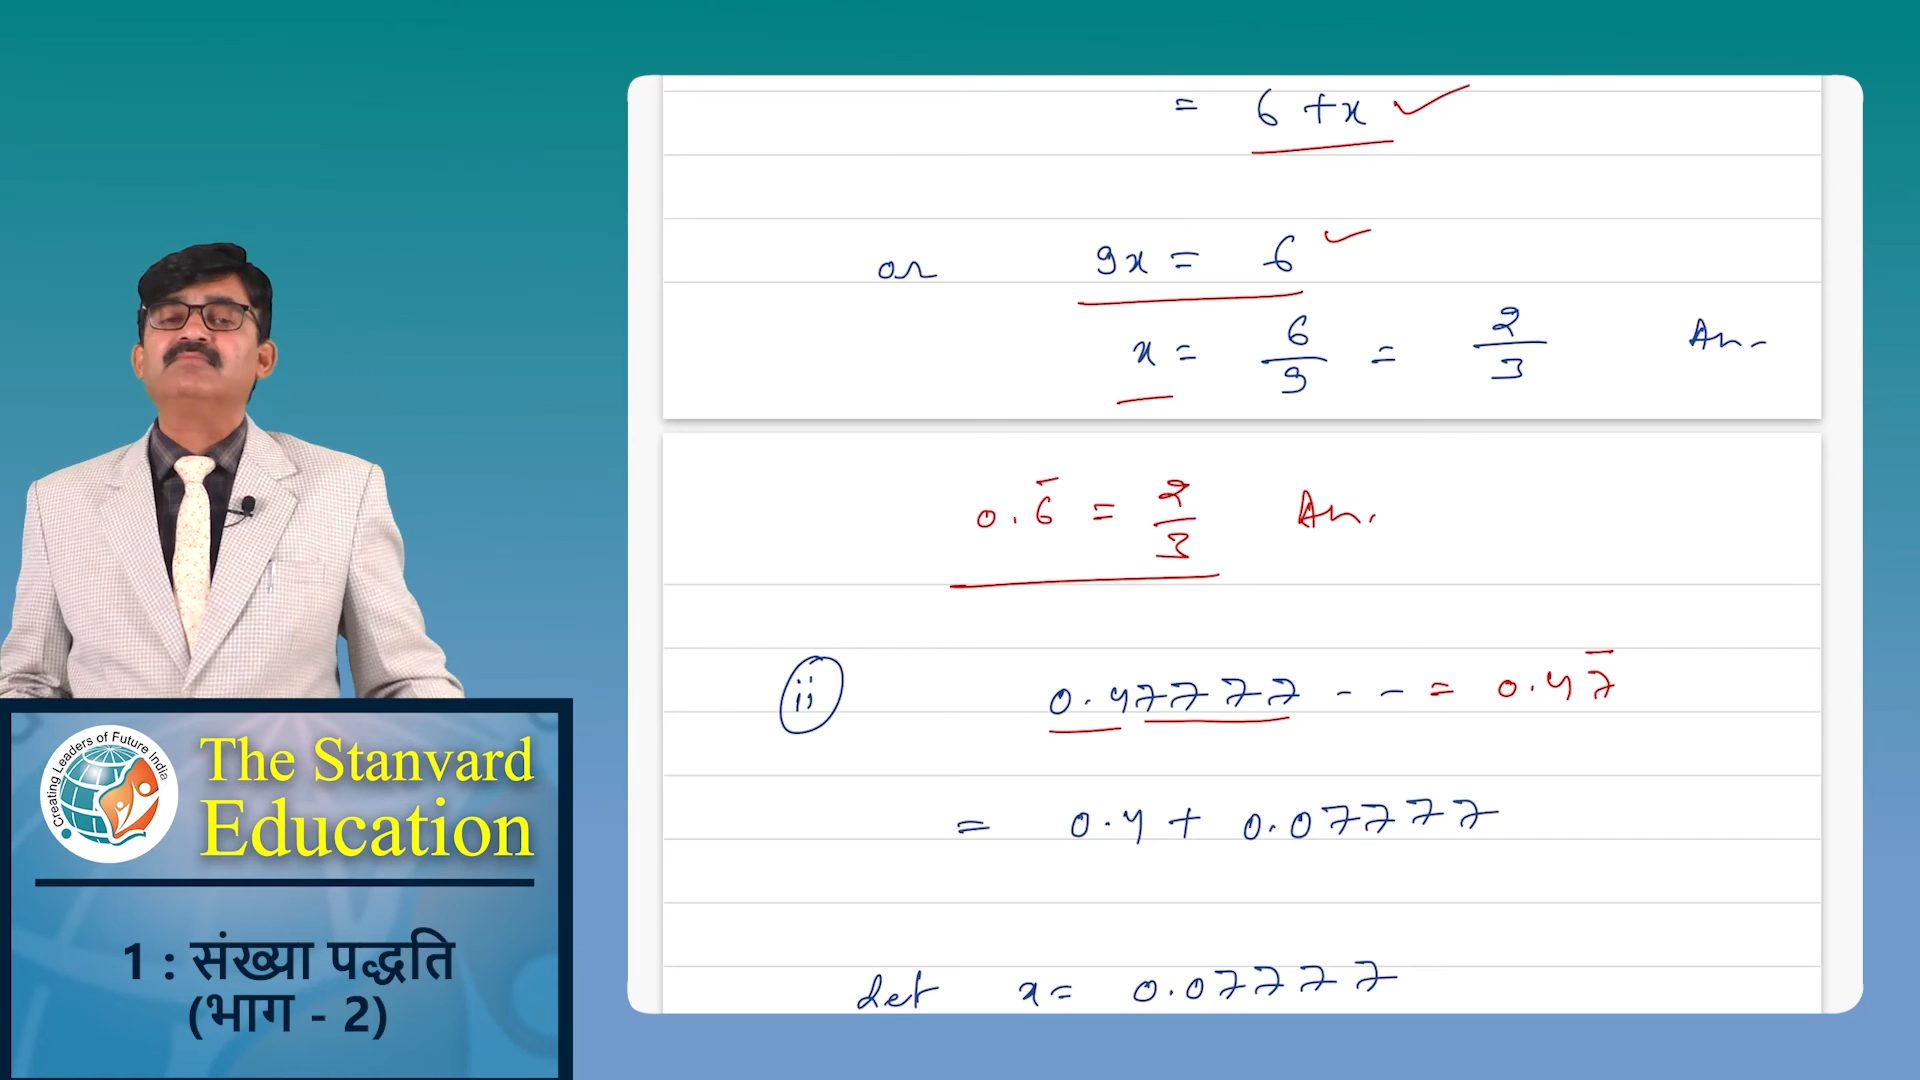 = 6 + x ✓
or 9x = 6 ✓
x = 6/9 = 2/3 An.
0.6̄ = 2/3 An.
(ii) 0.47777 - - = 0.47̄
= 0.4 + 0.07777
let x = 0.07777
Creating Leaders of Future India
The Stanvard
Education
1 : संख्या पद्धति
(भाग - 2)